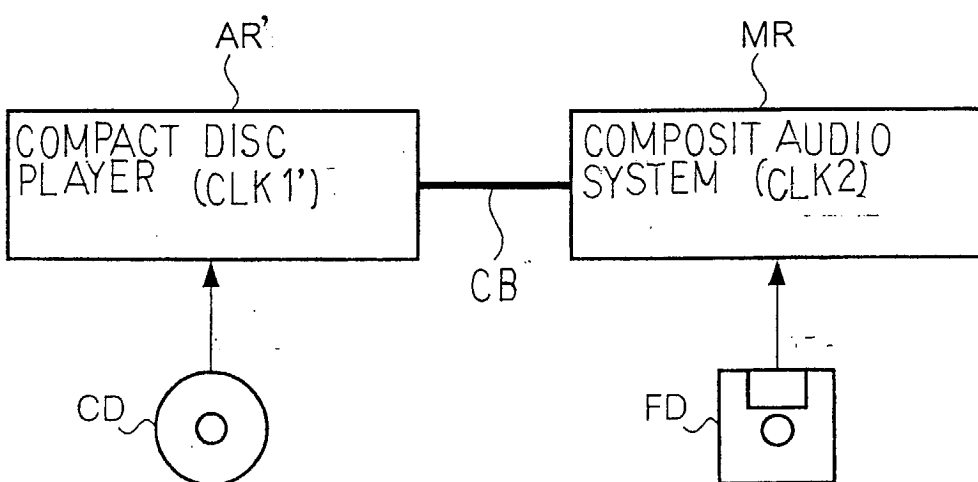 AR'
MR
COMPACT DISC
PLAYER (CLK1')
COMPOSIT AUDIO
SYSTEM (CLK2)
CB
CD
FD